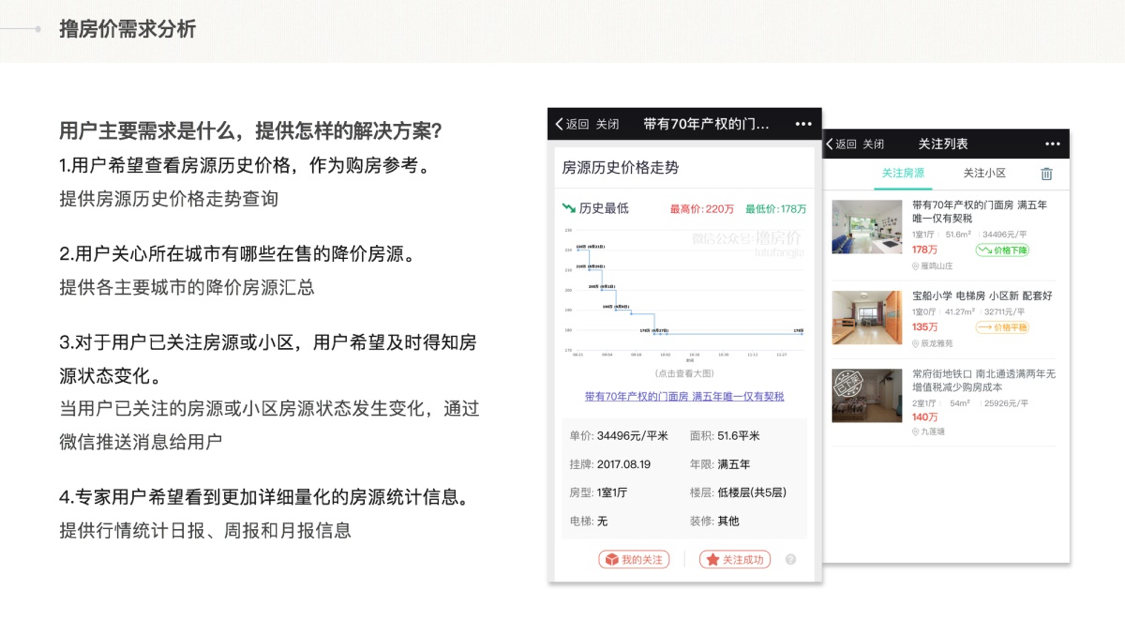 撸房价需求分析
用户主要需求是什么，提供怎样的解决方案?
1.用户希望查看房源历史价格，作为购房参考。
提供房源历史价格走势查询
2.用户关心所在城市有哪些在售的降价房源。
提供各主要城市的降价房源汇总
3.对于用户已关注房源或小区，用户希望及时得知房
源状态变化。
当用户已关注的房源或小区房源状态发生变化，通过
微信推送消息给用户
4.专家用户希望看到更加详细量化的房源统计信息。
提供行情统计日报、周报和月报信息
返回 关闭 带有70年产权的门... •••
房源历史价格走势
历史最低 最高价:220万 最低价:178万
微信公众号:撸房价
lulufangjia
(点击查看大图)
带有70年产权的门面房 满五年唯一仅有契税
单价: 34496元/平米 面积: 51.6平米
挂牌: 2017.08.19 年限: 满五年
房型: 1室1厅 楼层: 低楼层(共5层)
电梯: 无 装修: 其他
我的关注 关注成功 ?
返回 关闭 关注列表 •••
关注房源 关注小区
带有70年产权的门面房 满五年
唯一仅有契税
1室1厅 51.6m² 34496元/平
178万 价格下降
雁鸣山庄
宝船小学 电梯房 小区新 配套好
1室0厅 41.27m² 32711元/平
135万 价格平稳
辰龙雅苑
常府街地铁口 南北通透满两年无
增值税减少购房成本
2室1厅 54m² 25926元/平
140万
九莲塘